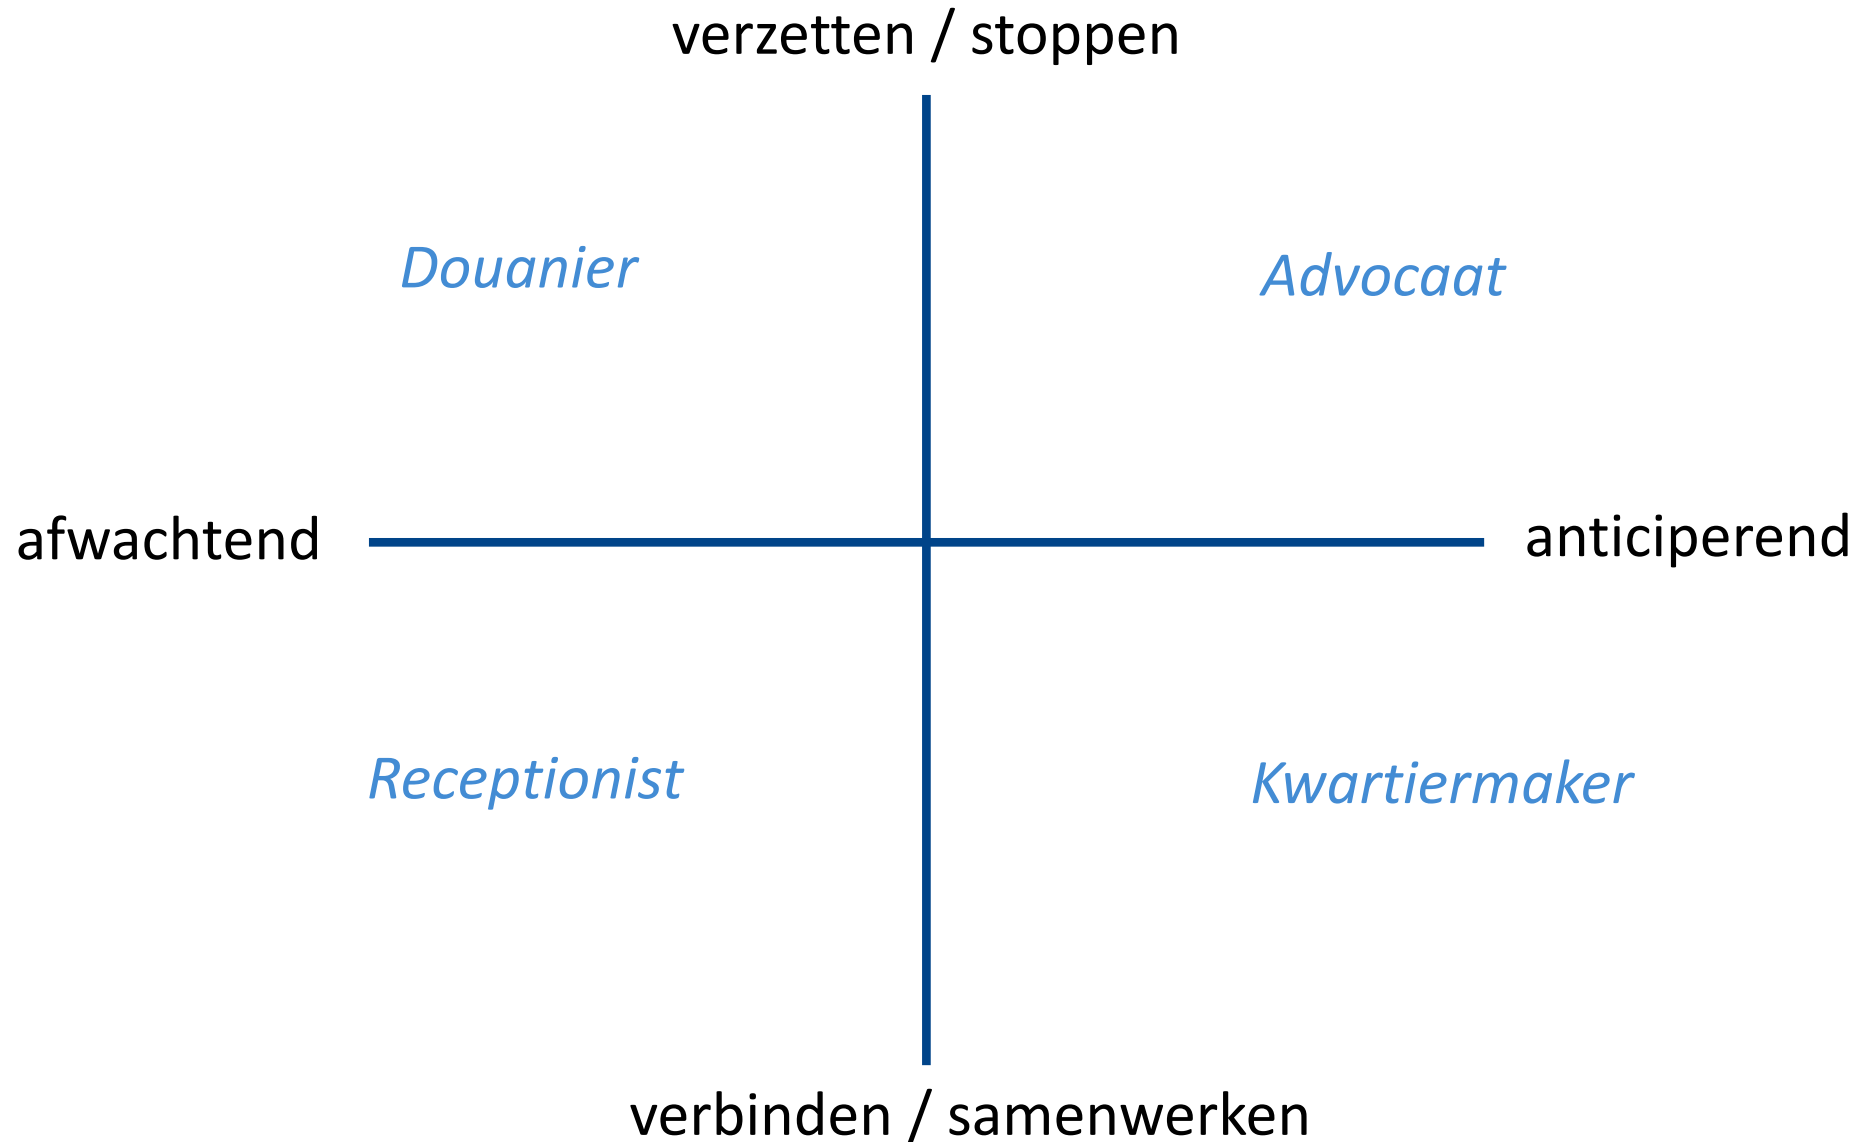 verzetten / stoppen
Douanier
Advocaat
afwachtend
anticiperend
Receptionist
Kwartiermaker
verbinden / samenwerken